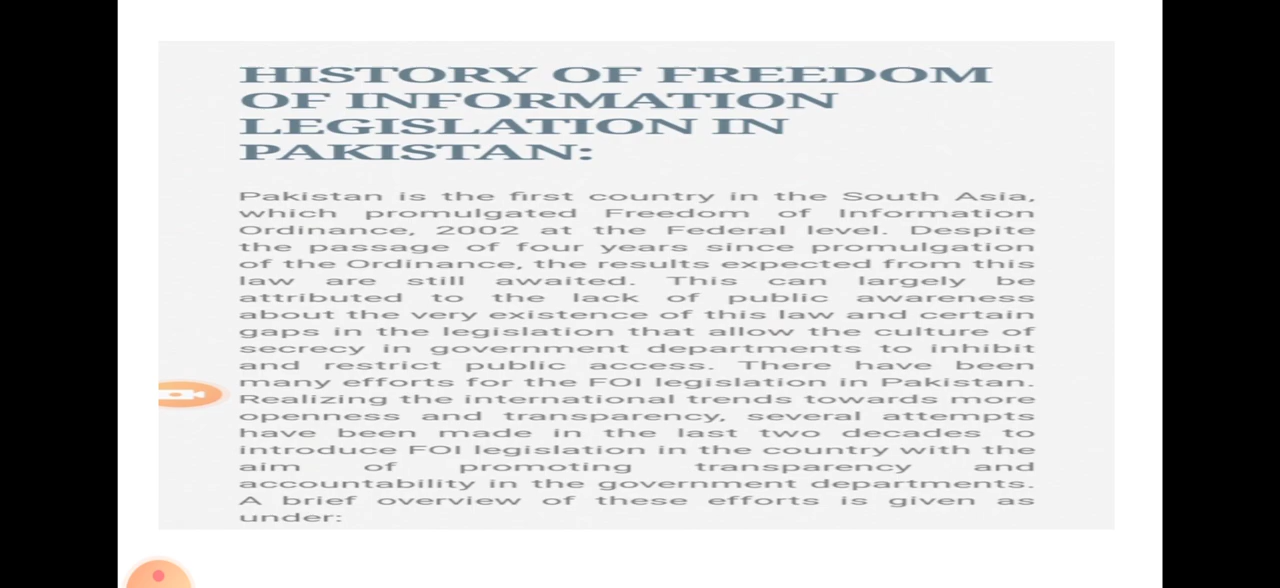 HISTORY OF FREEDOM
OF INFORMATION
LEGISLATION IN
PAKISTAN:
Pakistan is the first country in the South Asia,
which promulgated Freedom of Information
Ordinance, 2002 at the Federal level. Despite
the passage of four years since promulgation
of the Ordinance, the results expected from this
law are still awaited. This can largely be
attributed to the lack of public awareness
about the very existence of this law and certain
gaps in the legislation that allow the culture of
secrecy in government departments to inhibit
and restrict public access. There have been
many efforts for the FOI legislation in Pakistan.
Realizing the international trends towards more
openness and transparency, several attempts
have been made in the last two decades to
introduce FOI legislation in the country with the
aim of promoting transparency and
accountability in the government departments.
A brief overview of these efforts is given as
under: